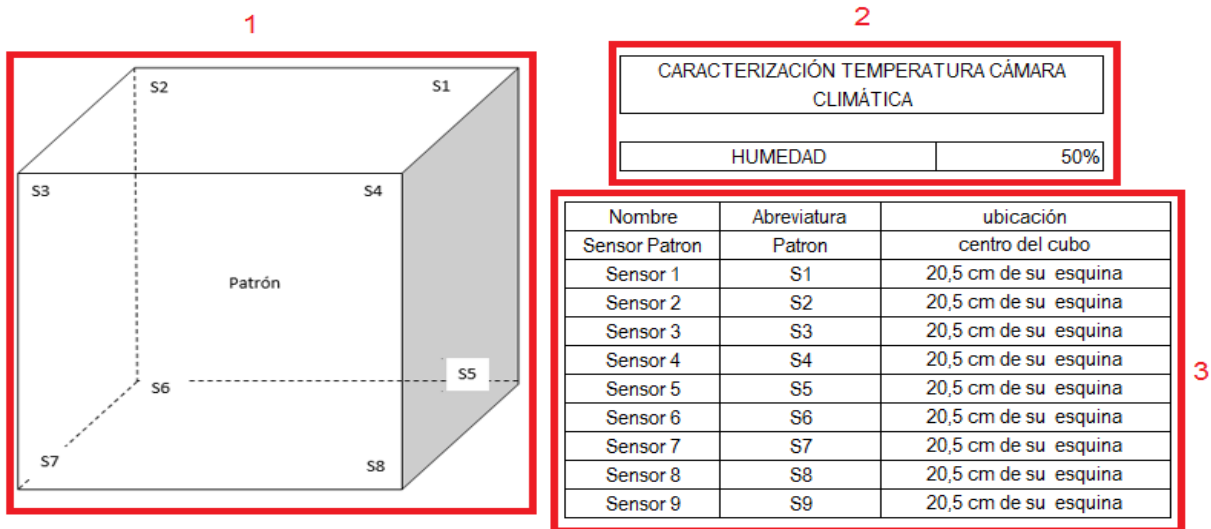 1
S2 S1
S3 S4
Patrón
S5
S6
S7
S8
2
CARACTERIZACIÓN TEMPERATURA CÁMARA
CLIMÁTICA
HUMEDAD 50%
Nombre Abreviatura ubicación
Sensor Patron Patron centro del cubo
Sensor 1 S1 20,5 cm de su esquina
Sensor 2 S2 20,5 cm de su esquina
Sensor 3 S3 20,5 cm de su esquina
Sensor 4 S4 20,5 cm de su esquina
Sensor 5 S5 20,5 cm de su esquina
Sensor 6 S6 20,5 cm de su esquina
Sensor 7 S7 20,5 cm de su esquina
Sensor 8 S8 20,5 cm de su esquina
Sensor 9 S9 20,5 cm de su esquina
3